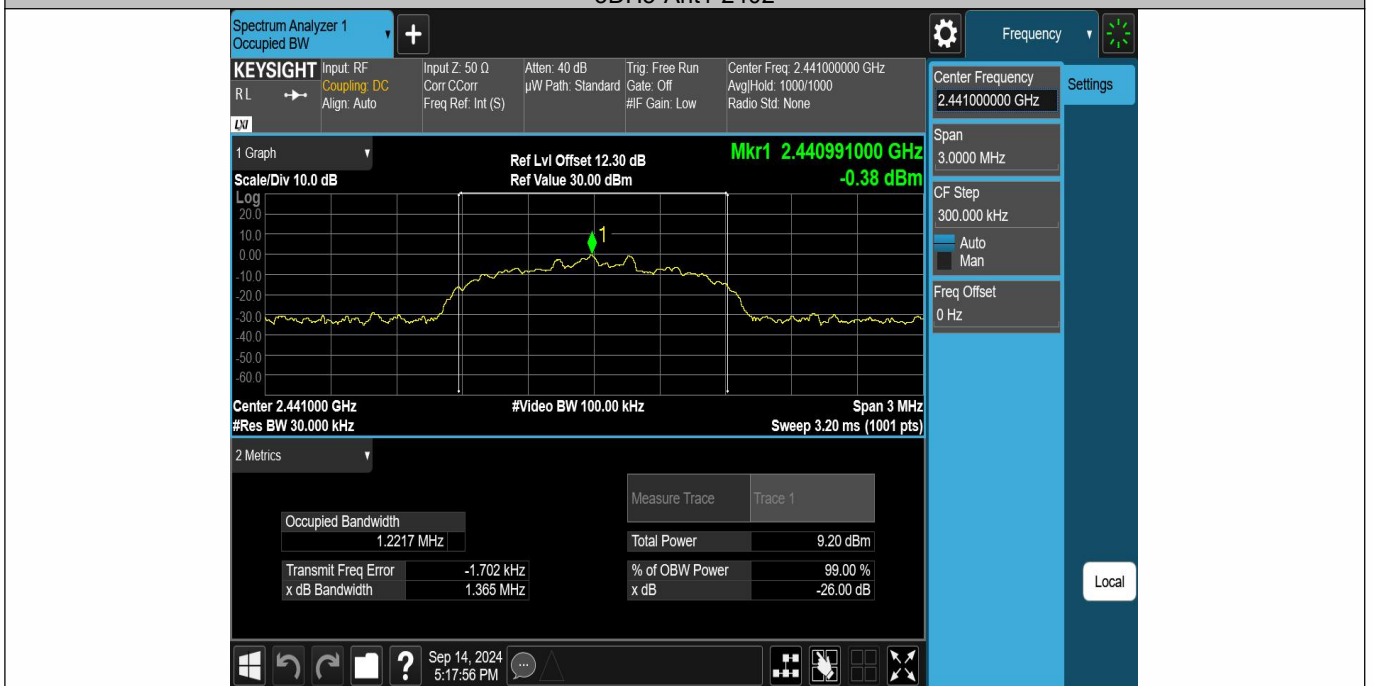 Spectrum Analyzer 1
Occupied BW
+
Frequency
KEYSIGHT
RL
LXI
Input: RF
Coupling: DC
Align: Auto
Input Z: 50 Ω
Corr CCorr
Freq Ref: Int (S)
Atten: 40 dB
µW Path: Standard
Trig: Free Run
Gate: Off
#IF Gain: Low
Center Freq: 2.441000000 GHz
Avg|Hold: 1000/1000
Radio Std: None
Center Frequency
2.441000000 GHz
Settings
Span
3.0000 MHz
CF Step
300.000 kHz
Auto
Man
Freq Offset
0 Hz
Local
1 Graph
Scale/Div 10.0 dB
Ref Lvl Offset 12.30 dB
Ref Value 30.00 dBm
Mkr1 2.440991000 GHz
-0.38 dBm
Log
20.0
10.0
0.00
-10.0
-20.0
-30.0
-40.0
-50.0
-60.0
1
Center 2.441000 GHz
#Video BW 100.00 kHz
Span 3 MHz
#Res BW 30.000 kHz
Sweep 3.20 ms (1001 pts)
2 Metrics
Measure Trace Trace 1
Occupied Bandwidth
1.2217 MHz
Total Power 9.20 dBm
Transmit Freq Error -1.702 kHz
% of OBW Power 99.00 %
x dB Bandwidth 1.365 MHz
x dB -26.00 dB
?
Sep 14, 2024
5:17:56 PM